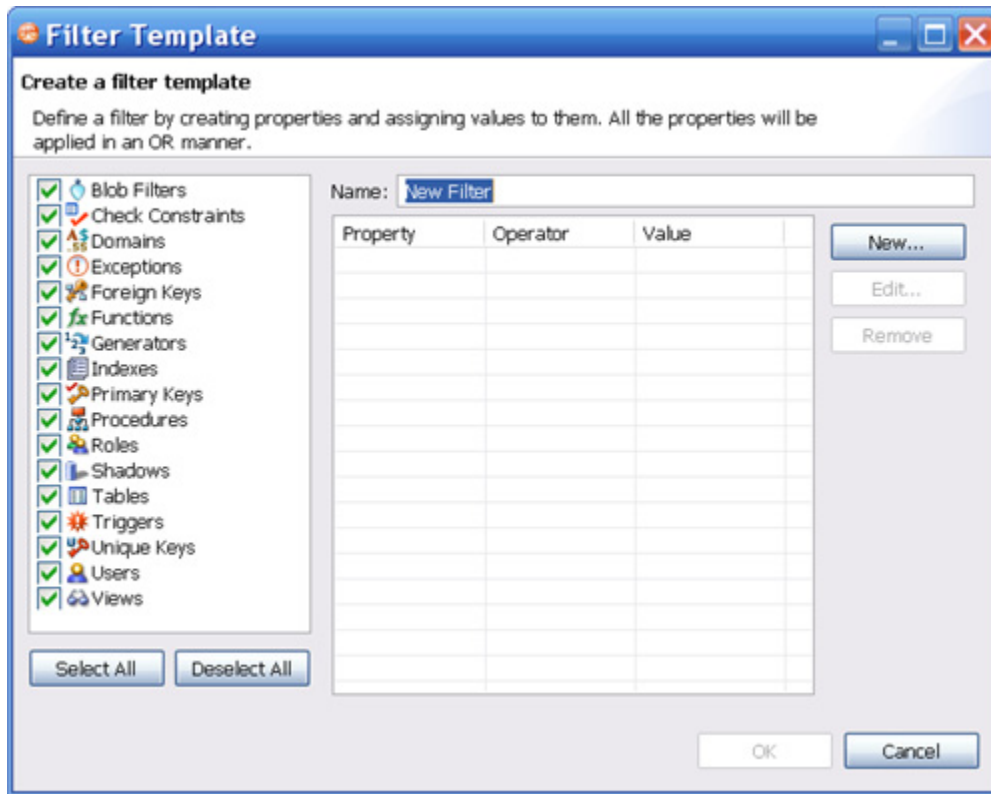 Filter Template
Create a filter template
Define a filter by creating properties and assigning values to them. All the properties will be
applied in an OR manner.
Blob Filters
Check Constraints
Domains
Exceptions
Foreign Keys
Functions
Generators
Indexes
Primary Keys
Procedures
Roles
Shadows
Tables
Triggers
Unique Keys
Users
Views
Select All
Deselect All
Name: New Filter
Property Operator Value
New...
Edit...
Remove
OK
Cancel